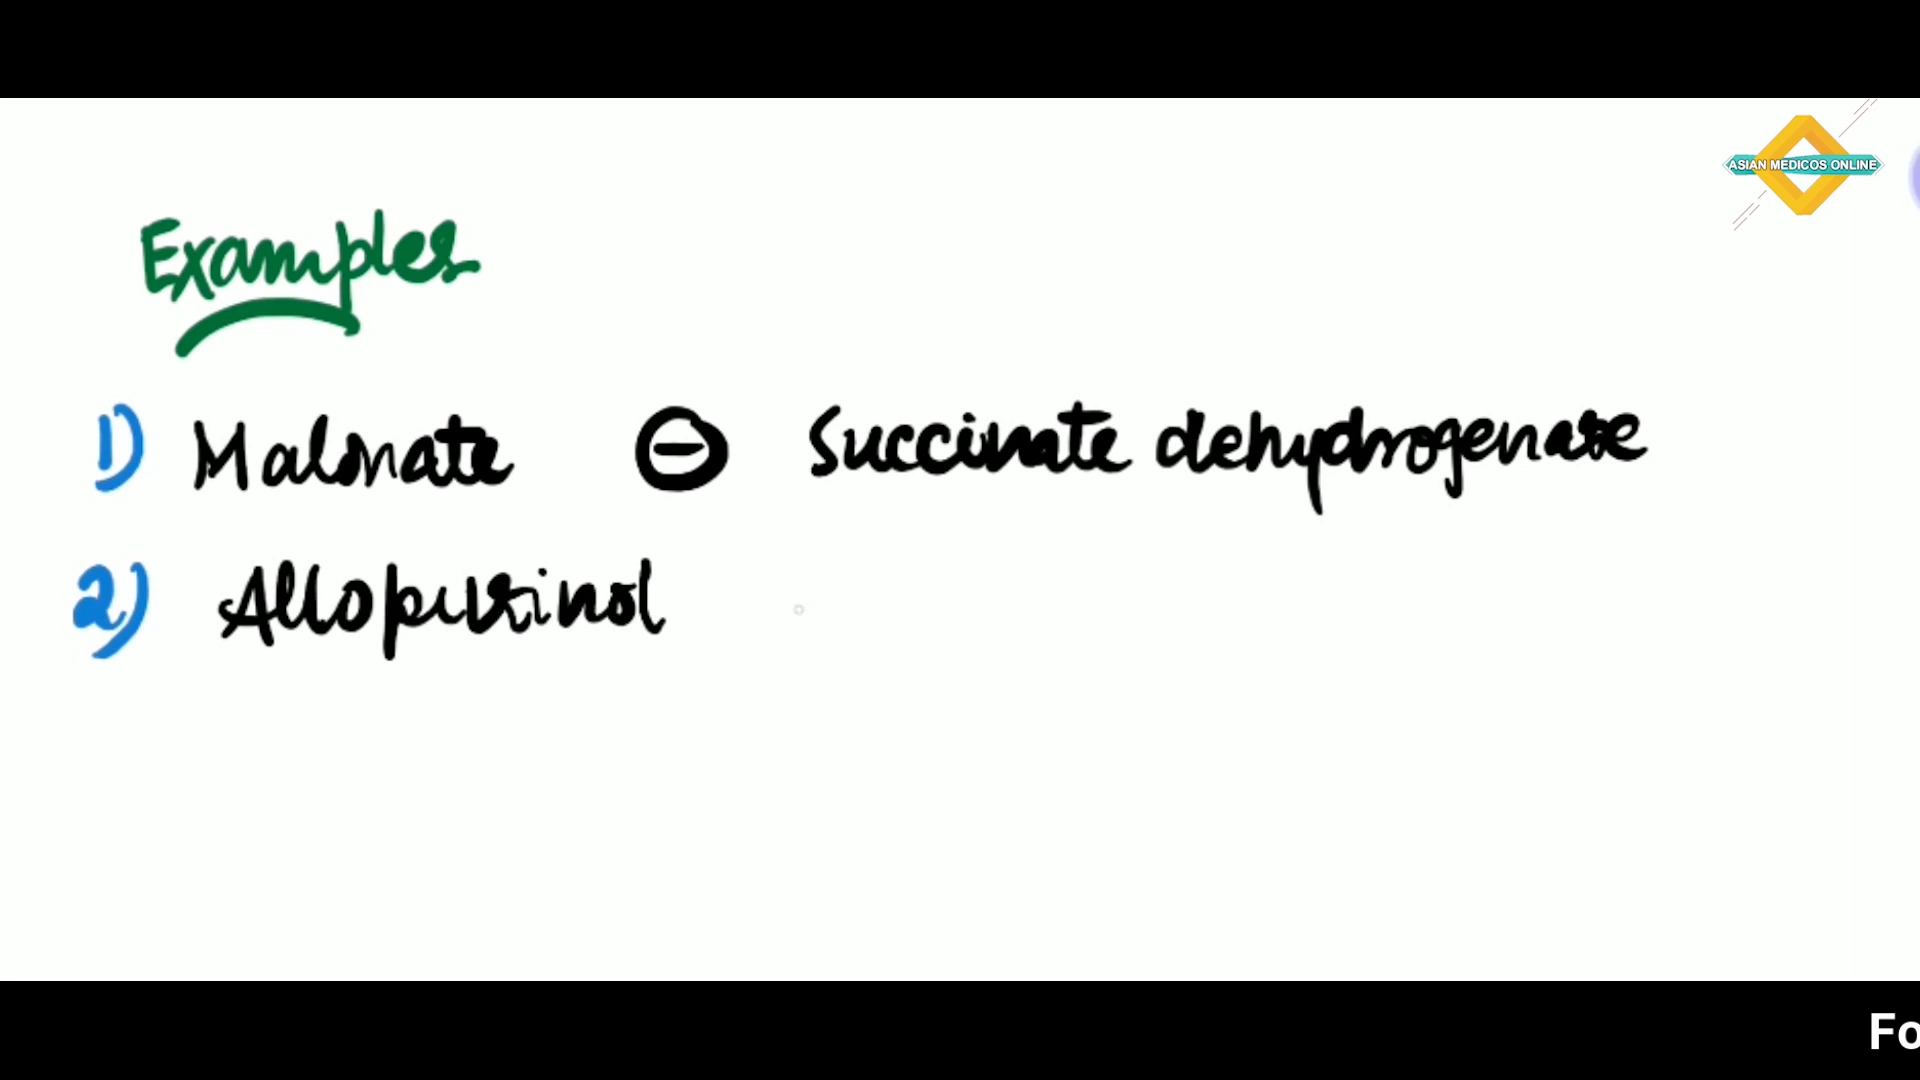 ASIAN MEDICOS ONLINE
Examples
1) Malonate ⊖ Succinate dehydrogenase
2) Allopurinol
Fo